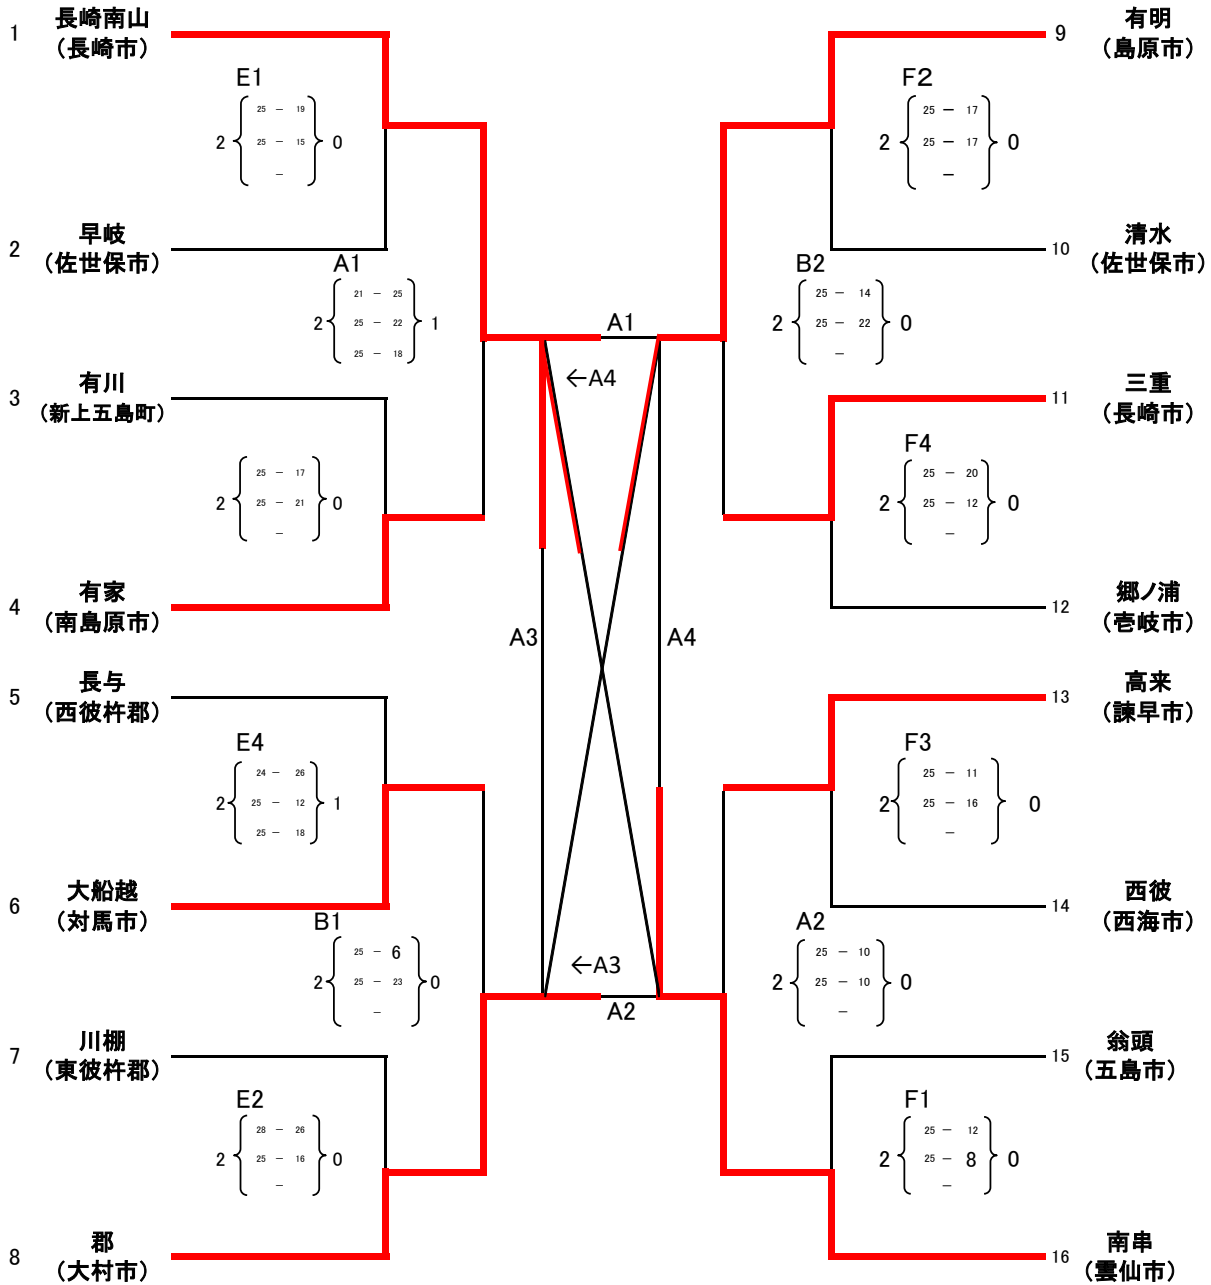 1
長崎南山
（長崎市）
E1
2
25 － 19
25 － 15
－
0
2
早岐
（佐世保市）
A1
2
21 － 25
25 － 22
25 － 18
1
3
有川
（新上五島町）
2
25 － 17
25 － 21
－
0
4
有家
（南島原市）
5
長与
（西彼杵郡）
E4
2
24 － 26
25 － 12
25 － 18
1
6
大船越
（対馬市）
B1
2
25 － 6
25 － 23
－
0
7
川棚
（東彼杵郡）
E2
2
28 － 26
25 － 16
－
0
8
郡
（大村市）
A1
←A4
A3
A4
←A3
A2
9
有明
（島原市）
F2
2
25 － 17
25 － 17
－
0
10
清水
（佐世保市）
B2
2
25 － 14
25 － 22
－
0
11
三重
（長崎市）
F4
2
25 － 20
25 － 12
－
0
12
郷ノ浦
（壱岐市）
13
高来
（諫早市）
F3
2
25 － 11
25 － 16
－
0
14
西彼
（西海市）
A2
2
25 － 10
25 － 10
－
0
15
翁頭
（五島市）
F1
2
25 － 12
25 － 8
－
0
16
南串
（雲仙市）